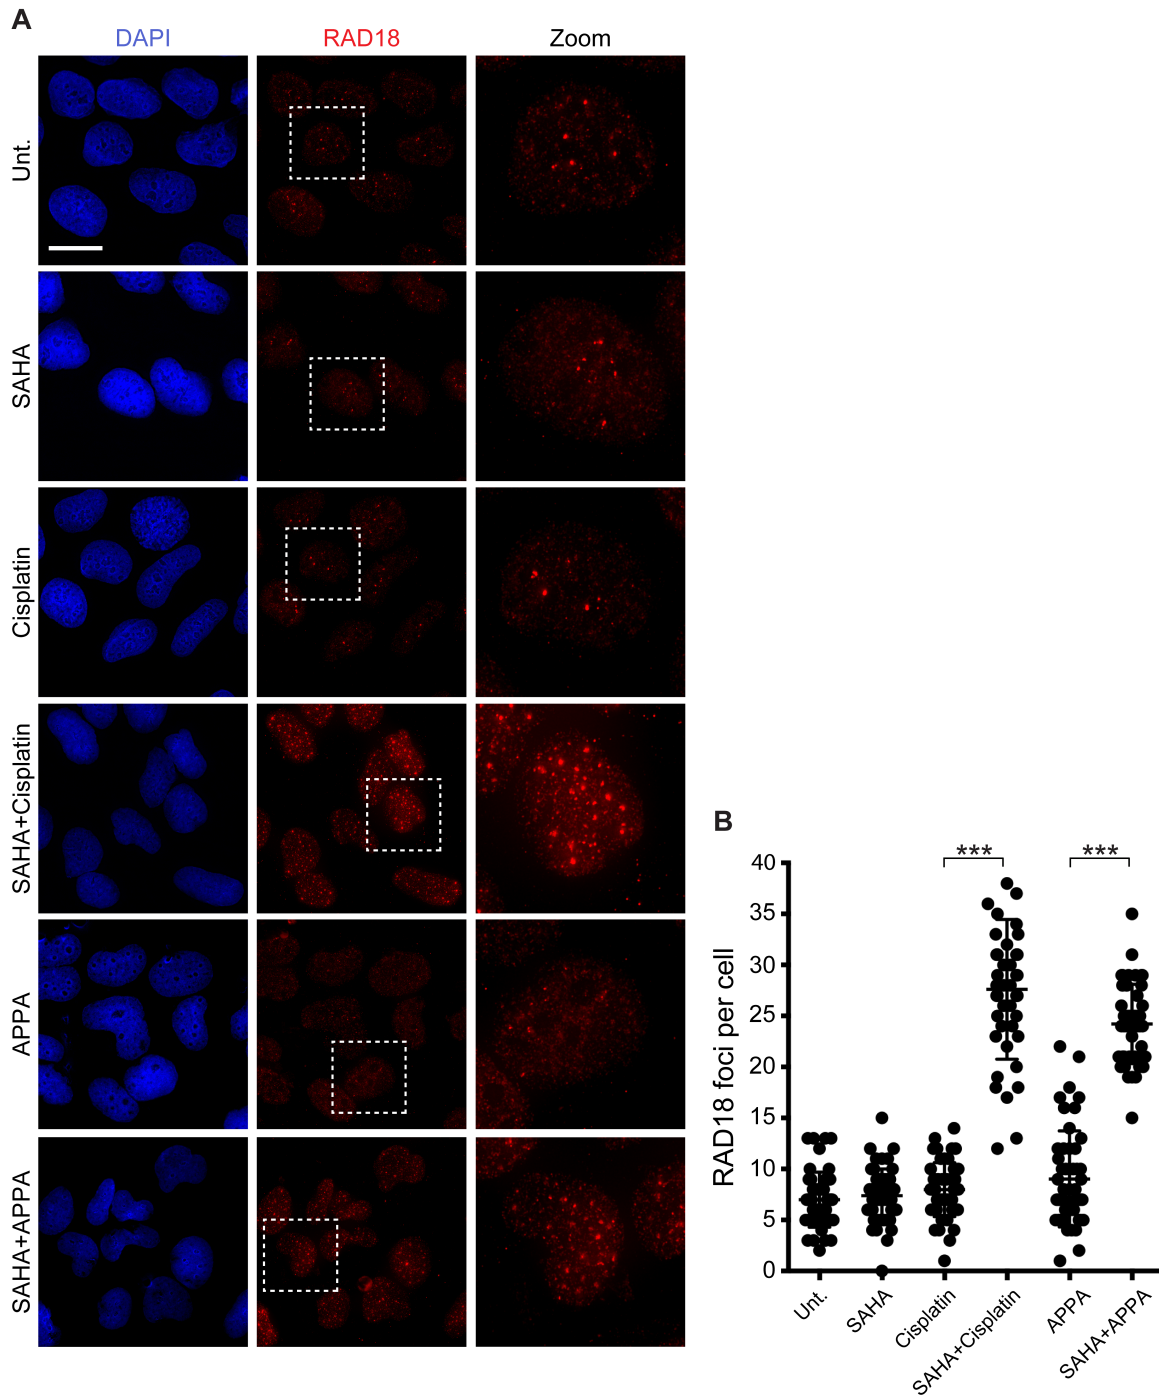 A
DAPI RAD18 Zoom
Unt.
SAHA
Cisplatin
SAHA+Cisplatin
APPA
SAHA+APPA
B
*** ***
RAD18 foci per cell
40
35
30
25
20
15
10
5
0
Unt. SAHA Cisplatin SAHA+Cisplatin APPA SAHA+APPA